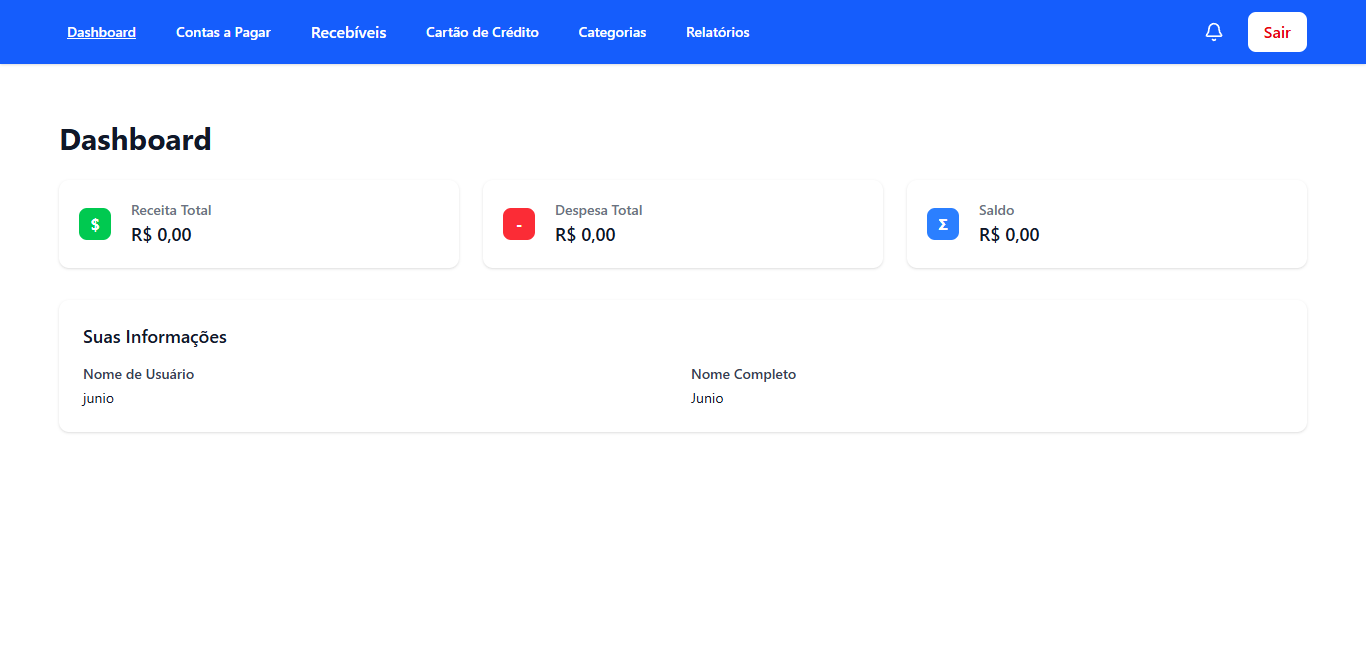 Dashboard Contas a Pagar Recebíveis Cartão de Crédito Categorias Relatórios Sair
Dashboard
$ Receita Total
R$ 0,00
- Despesa Total
R$ 0,00
Σ Saldo
R$ 0,00
Suas Informações
Nome de Usuário Nome Completo
junio Junio